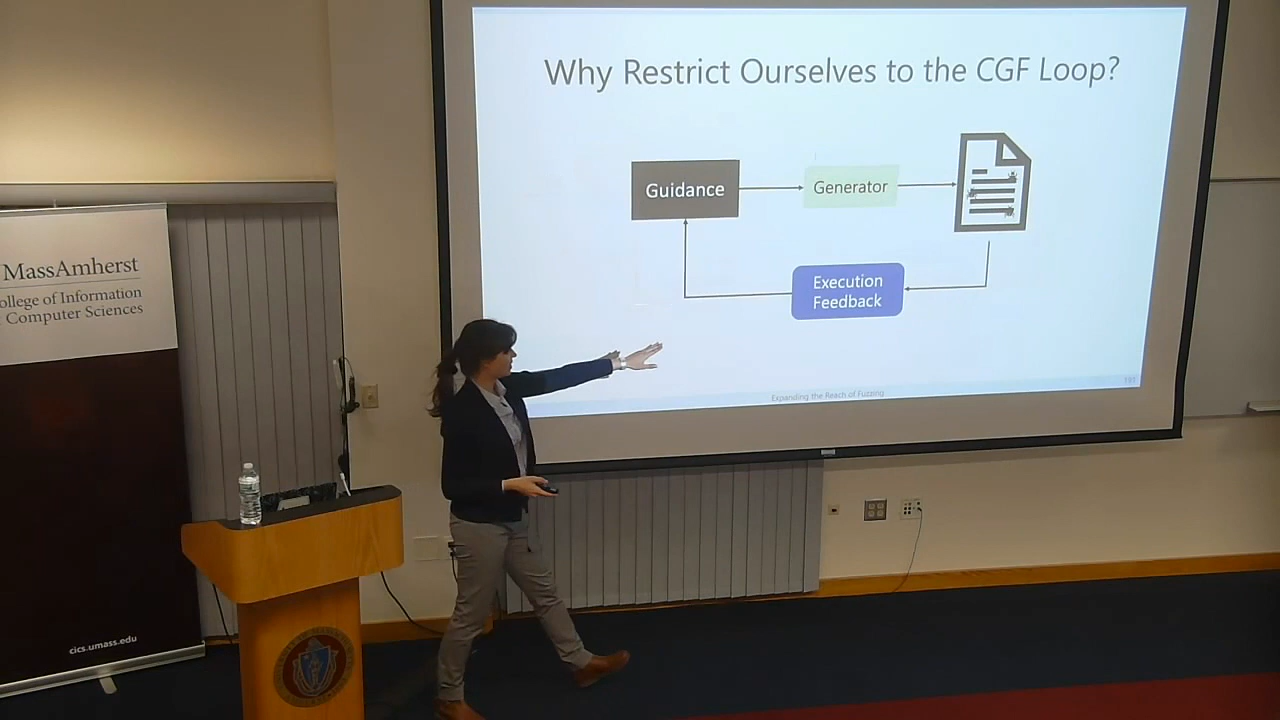 Why Restrict Ourselves to the CGF Loop?
Guidance
Generator
Execution
Feedback
Expanding the Reach of Fuzzing
MassAmherst
ollege of Information
Computer Sciences
cics.umass.edu